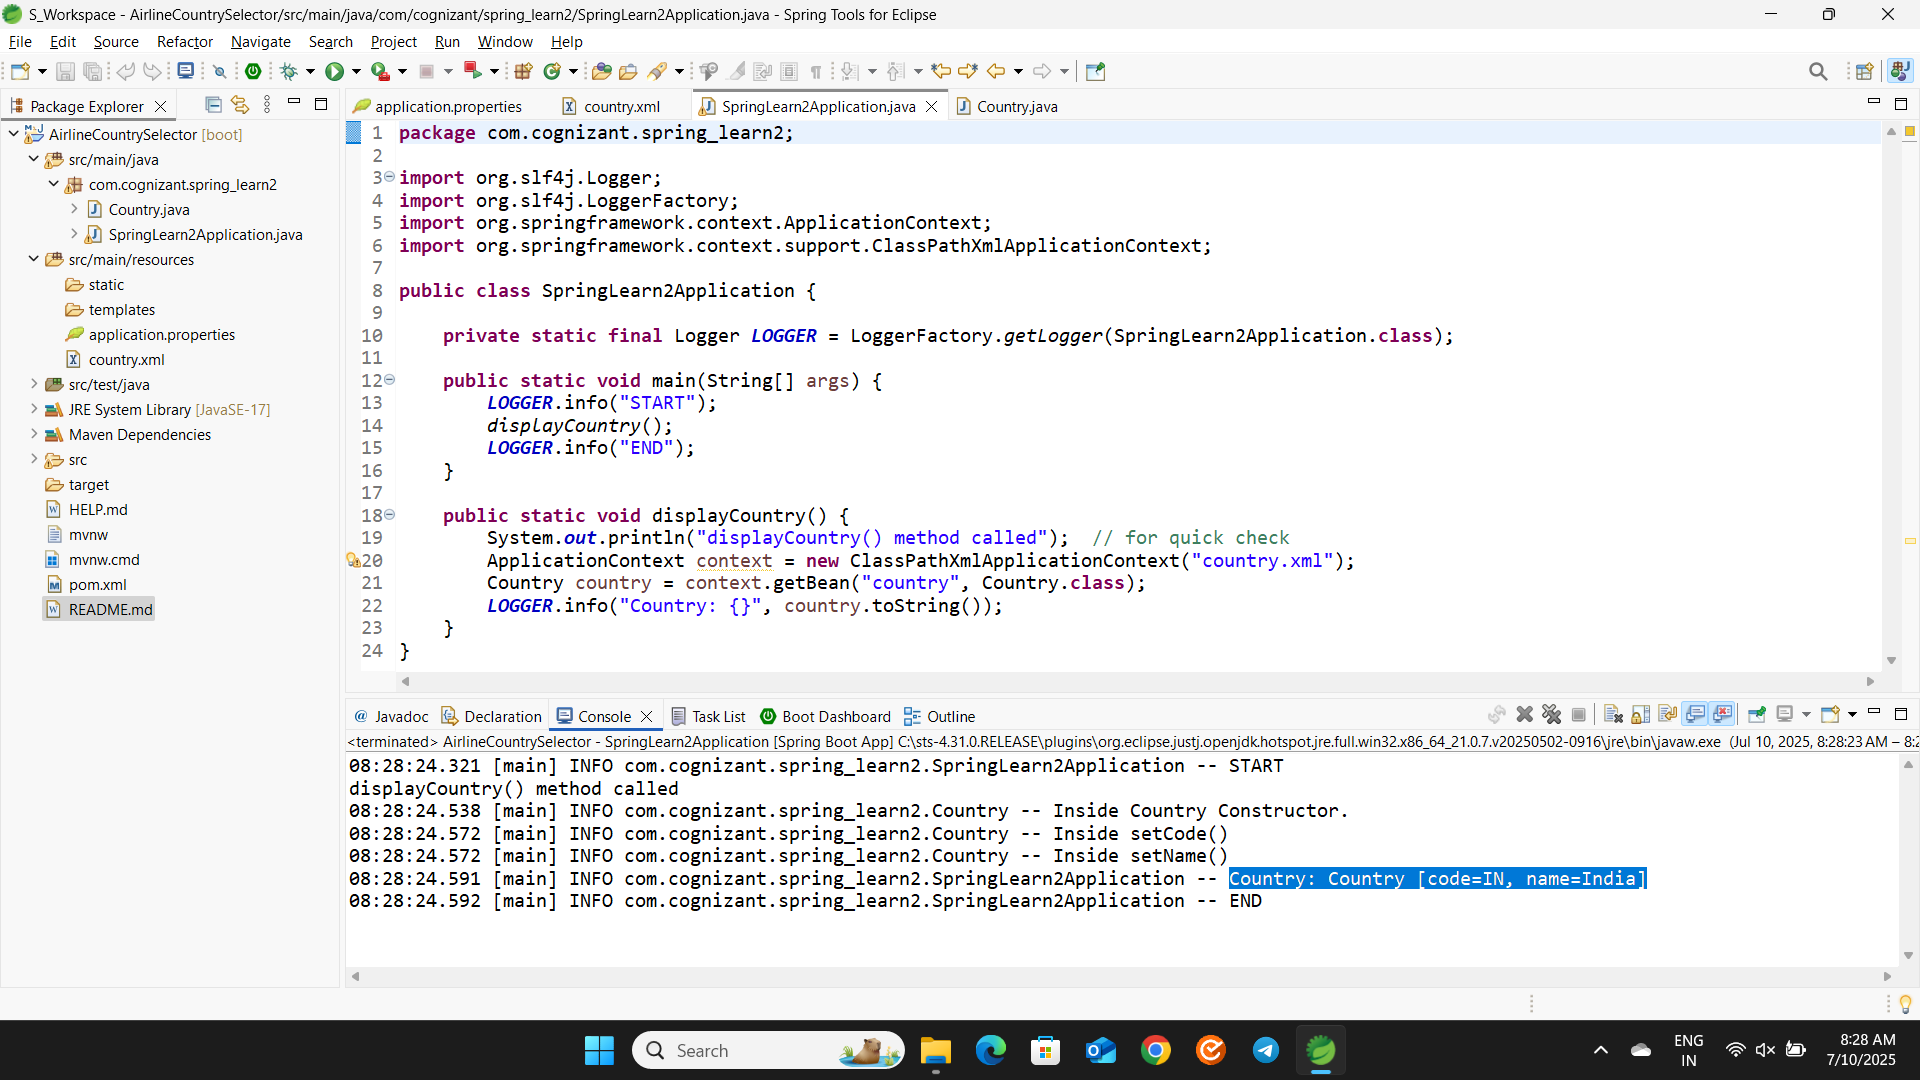 S_Workspace - AirlineCountrySelector/src/main/java/com/cognizant/spring_learn2/SpringLearn2Application.java - Spring Tools for Eclipse
File Edit Source Refactor Navigate Search Project Run Window Help
Package Explorer
AirlineCountrySelector [boot]
src/main/java
com.cognizant.spring_learn2
Country.java
SpringLearn2Application.java
src/main/resources
static
templates
application.properties
country.xml
src/test/java
JRE System Library [JavaSE-17]
Maven Dependencies
src
target
HELP.md
mvnw
mvnw.cmd
pom.xml
README.md
application.properties country.xml SpringLearn2Application.java Country.java
1 package com.cognizant.spring_learn2;
2
3 import org.slf4j.Logger;
4 import org.slf4j.LoggerFactory;
5 import org.springframework.context.ApplicationContext;
6 import org.springframework.context.support.ClassPathXmlApplicationContext;
7
8 public class SpringLearn2Application {
9
10 private static final Logger LOGGER = LoggerFactory.getLogger(SpringLearn2Application.class);
11
12 public static void main(String[] args) {
13 LOGGER.info("START");
14 displayCountry();
15 LOGGER.info("END");
16 }
17
18 public static void displayCountry() {
19 System.out.println("displayCountry() method called");  // for quick check
20 ApplicationContext context = new ClassPathXmlApplicationContext("country.xml");
21 Country country = context.getBean("country", Country.class);
22 LOGGER.info("Country: {}", country.toString());
23 }
24 }
@ Javadoc Declaration Console Task List Boot Dashboard Outline
<terminated> AirlineCountrySelector - SpringLearn2Application [Spring Boot App] C:\sts-4.31.0.RELEASE\plugins\org.eclipse.justj.openjdk.hotspot.jre.full.win32.x86_64_21.0.7.v20250502-0916\jre\bin\javaw.exe (Jul 10, 2025, 8:28:23 AM – 8:2
08:28:24.321 [main] INFO com.cognizant.spring_learn2.SpringLearn2Application -- START
displayCountry() method called
08:28:24.538 [main] INFO com.cognizant.spring_learn2.Country -- Inside Country Constructor.
08:28:24.572 [main] INFO com.cognizant.spring_learn2.Country -- Inside setCode()
08:28:24.572 [main] INFO com.cognizant.spring_learn2.Country -- Inside setName()
08:28:24.591 [main] INFO com.cognizant.spring_learn2.SpringLearn2Application -- Country: Country [code=IN, name=India]
08:28:24.592 [main] INFO com.cognizant.spring_learn2.SpringLearn2Application -- END
Search
ENG
IN
8:28 AM
7/10/2025